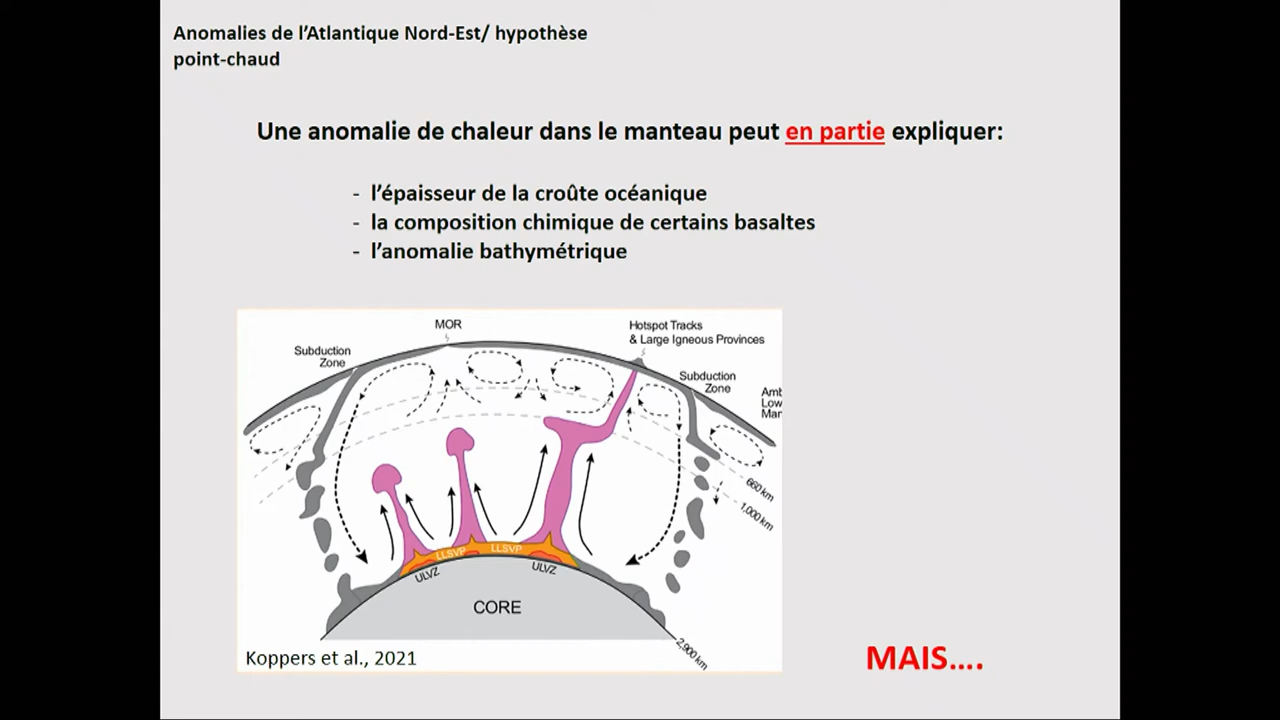 Anomalies de l'Atlantique Nord-Est/ hypothèse
point-chaud
Une anomalie de chaleur dans le manteau peut en partie expliquer:
- l'épaisseur de la croûte océanique
- la composition chimique de certains basaltes
- l'anomalie bathymétrique
MOR
Hotspot Tracks
& Large Igneous Provinces
Subduction
Zone
Subduction
Zone
Amb
Low
Man
660 km
1,000 km
LLSVP
LLSVP
ULVZ
ULVZ
CORE
2,900 km
Koppers et al., 2021
MAIS....